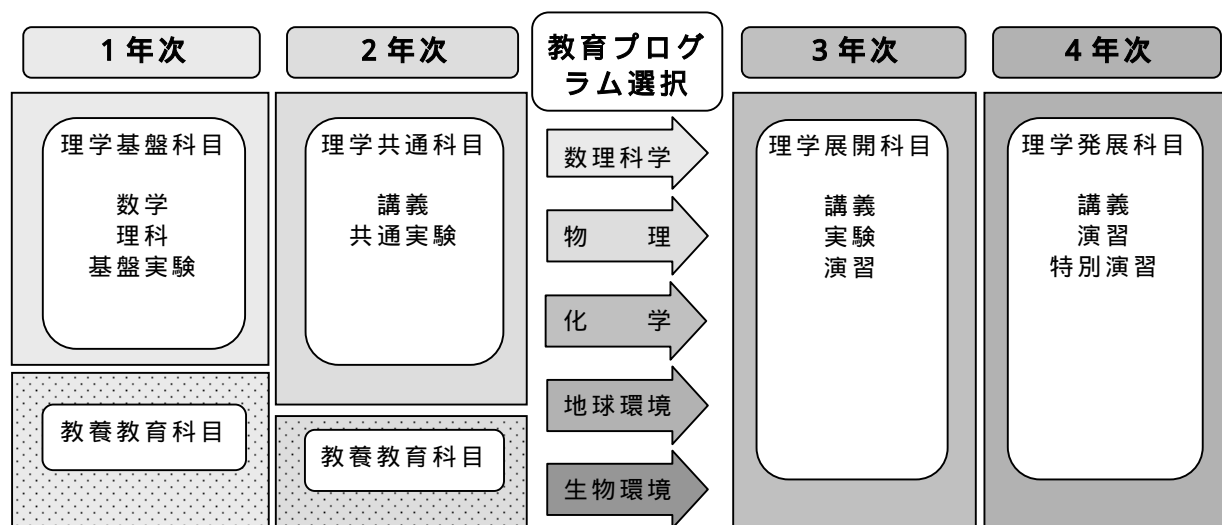 1年次
理学基盤科目
数学
理科
基盤実験
教養教育科目
2年次
理学共通科目
講義
共通実験
教養教育科目
教育プログ
ラム選択
数理科学
物　理
化　学
地球環境
生物環境
3年次
理学展開科目
講義
実験
演習
4年次
理学発展科目
講義
演習
特別演習